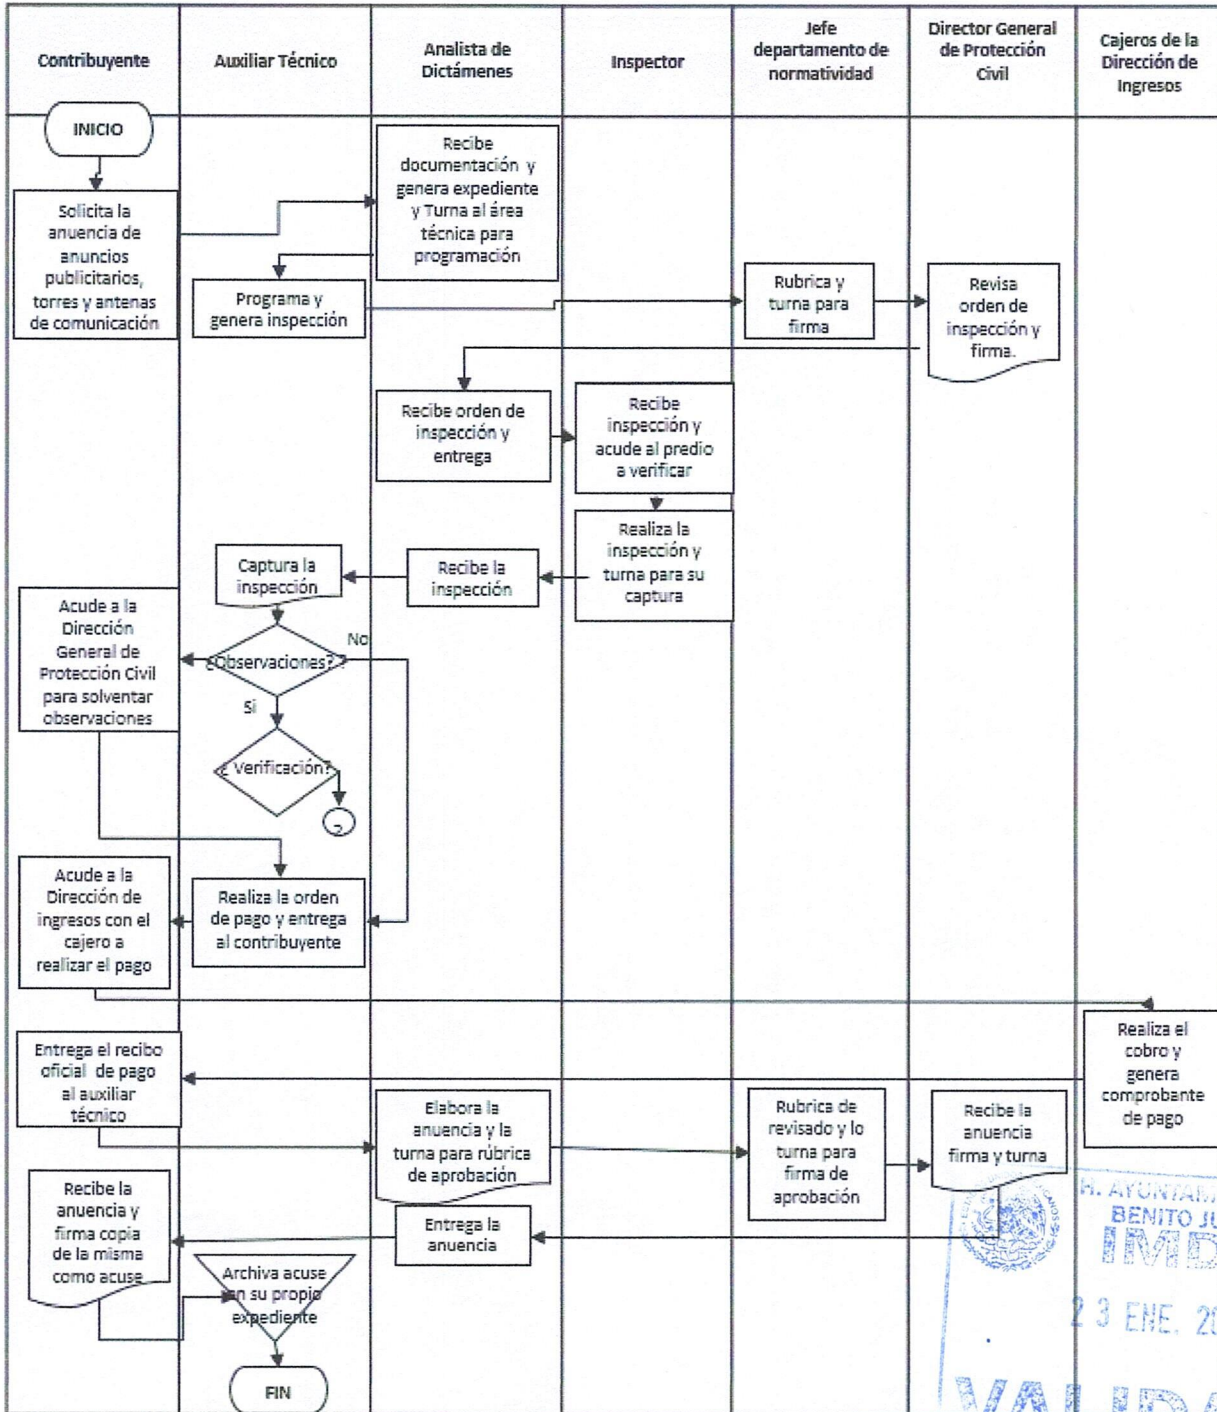 Contribuyente
Auxiliar Técnico
Analista de
Dictámenes
Inspector
Jefe
departamento de
normatividad
Director General
de Protección
Civil
Cajeros de la
Dirección de
Ingresos
INICIO
Solicita la
anuencia de
anuncios
publicitarios,
torres y antenas
de comunicación
Recibe
documentación y
genera expediente
y Turna al área
técnica para
programación
Programa y
genera inspección
Rubrica y
turna para
firma
Revisa
orden de
inspección y
firma.
Recibe orden de
inspección y
entrega
Recibe
inspección y
acude al predio
a verificar
Realiza la
inspección y
turna para su
captura
Recibe la
inspección
Captura la
inspección
¿Observaciones? ?
No
Si
Acude a la
Dirección
General de
Protección Civil
para solventar
observaciones
¿ Verificación?
Realiza la orden
de pago y entrega
al contribuyente
Acude a la
Dirección de
ingresos con el
cajero a
realizar el pago
Realiza el
cobro y
genera
comprobante
de pago
Entrega el recibo
oficial de pago
al auxiliar
técnico
Elabora la
anuencia y la
turna para rúbrica
de aprobación
Rubrica de
revisado y lo
turna para
firma de
aprobación
Recibe la
anuencia
firma y turna
Entrega la
anuencia
Recibe la
anuencia y
firma copia
de la misma
como acuse
Archiva acuse
en su propio
expediente
FIN
H. AYUNTAM
BENITO JU
IMD
23 ENE. 20
VALIDA